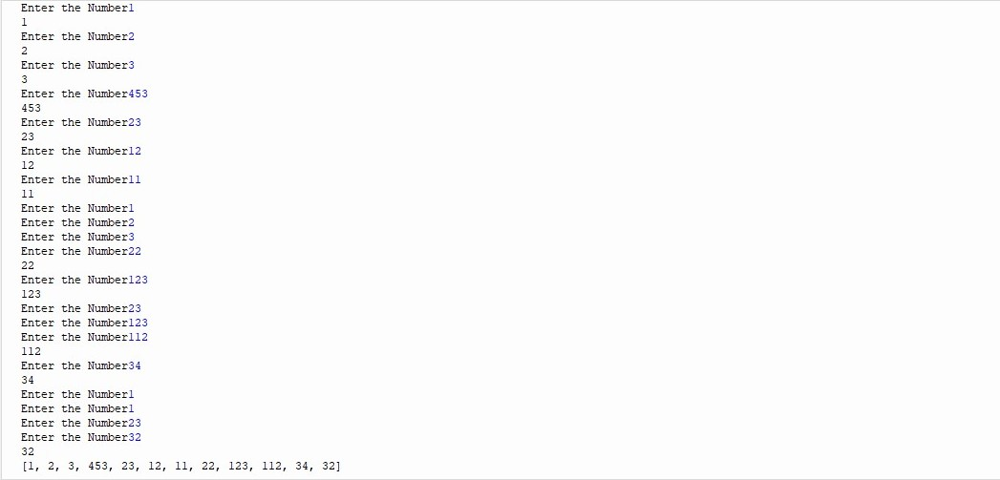 Enter the Number1
1
Enter the Number2
2
Enter the Number3
3
Enter the Number453
453
Enter the Number23
23
Enter the Number12
12
Enter the Number11
11
Enter the Number1
Enter the Number2
Enter the Number3
Enter the Number22
22
Enter the Number123
123
Enter the Number23
Enter the Number123
Enter the Number112
112
Enter the Number34
34
Enter the Number1
Enter the Number1
Enter the Number23
Enter the Number32
32
[1, 2, 3, 453, 23, 12, 11, 22, 123, 112, 34, 32]